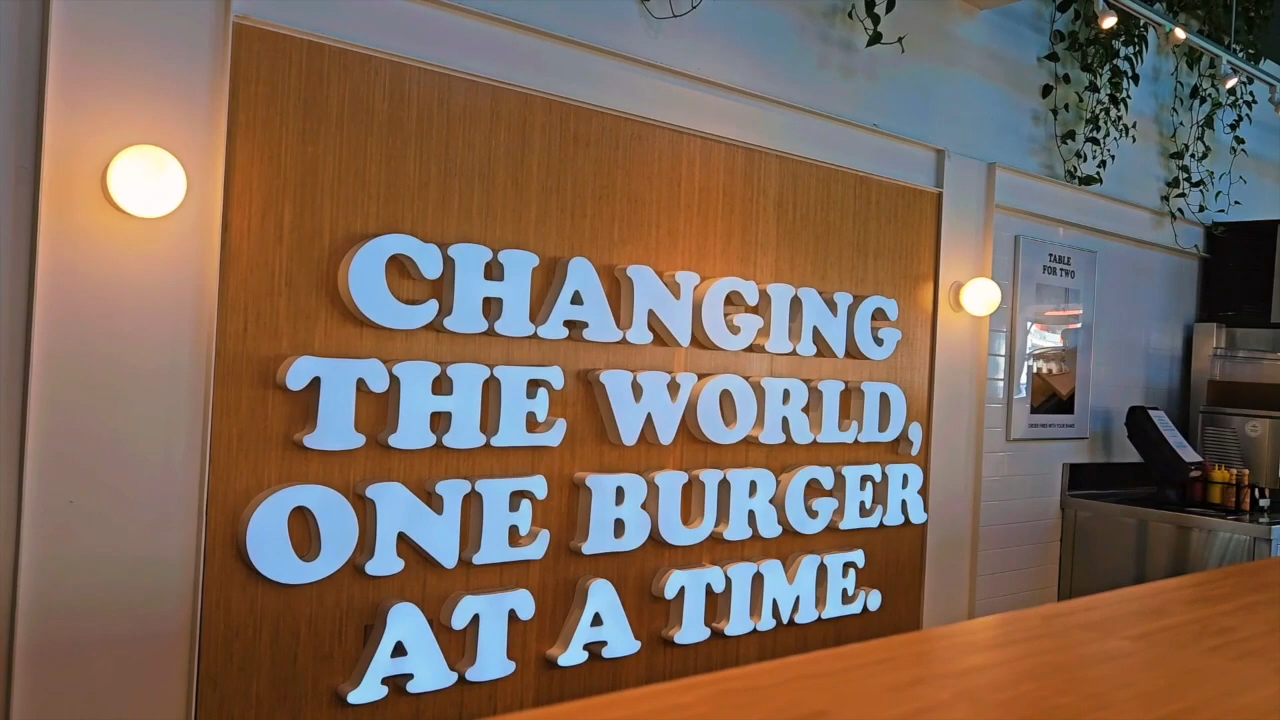 CHANGING
THE WORLD,
ONE BURGER
AT A TIME.
TABLE
FOR TWO